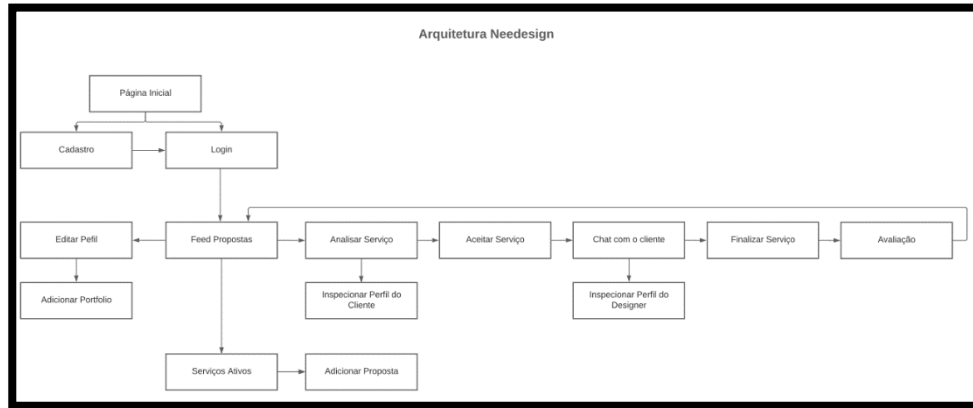 Arquitetura Needesign
Página Inicial
Cadastro
Login
Editar Pefil
Feed Propostas
Analisar Serviço
Aceitar Serviço
Chat com o cliente
Finalizar Serviço
Avaliação
Adicionar Portfolio
Inspecionar Perfil do
Cliente
Inspecionar Perfil do
Designer
Serviços Ativos
Adicionar Proposta